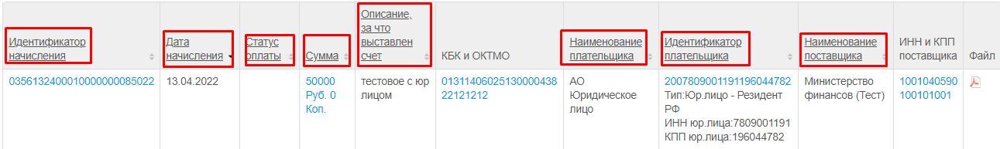 Идентификатор
начисления
Дата
начисления
Статус
оплаты
Сумма
Описание,
за что
выставлен
счет
КБК и ОКТМО
Наименование
плательщика
Идентификатор
плательщика
Наименование
поставщика
ИНН и КПП
поставщика
Файл
0356132400010000000085022
13.04.2022
50000
Руб. 0
Коп.
тестовое с юр
лицом
01311406025130000438
22121212
АО
Юридическое
лицо
2007809001191196044782
Тип:Юр.лицо - Резидент
РФ
ИНН юр.лица:7809001191
КПП юр.лица:196044782
Министерство
финансов (Тест)
1001040590
100101001